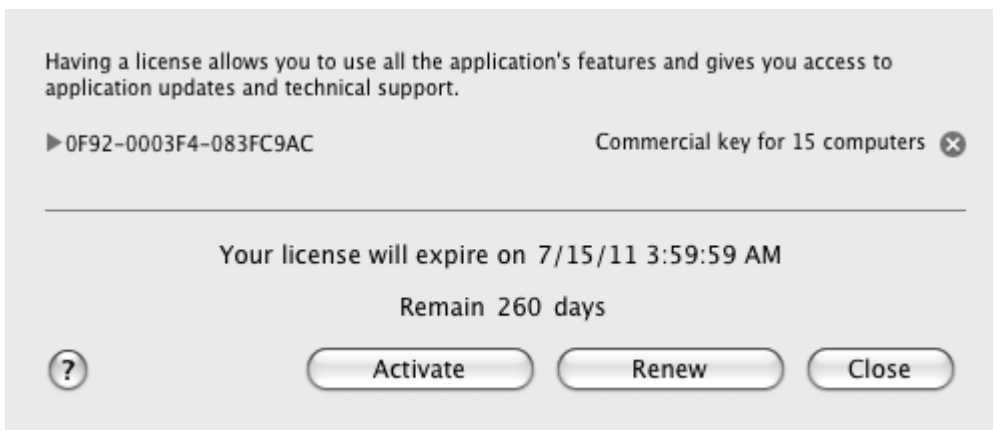 Having a license allows you to use all the application's features and gives you access to
application updates and technical support.
0F92-0003F4-083FC9AC Commercial key for 15 computers
Your license will expire on 7/15/11 3:59:59 AM
Remain 260 days
? Activate Renew Close